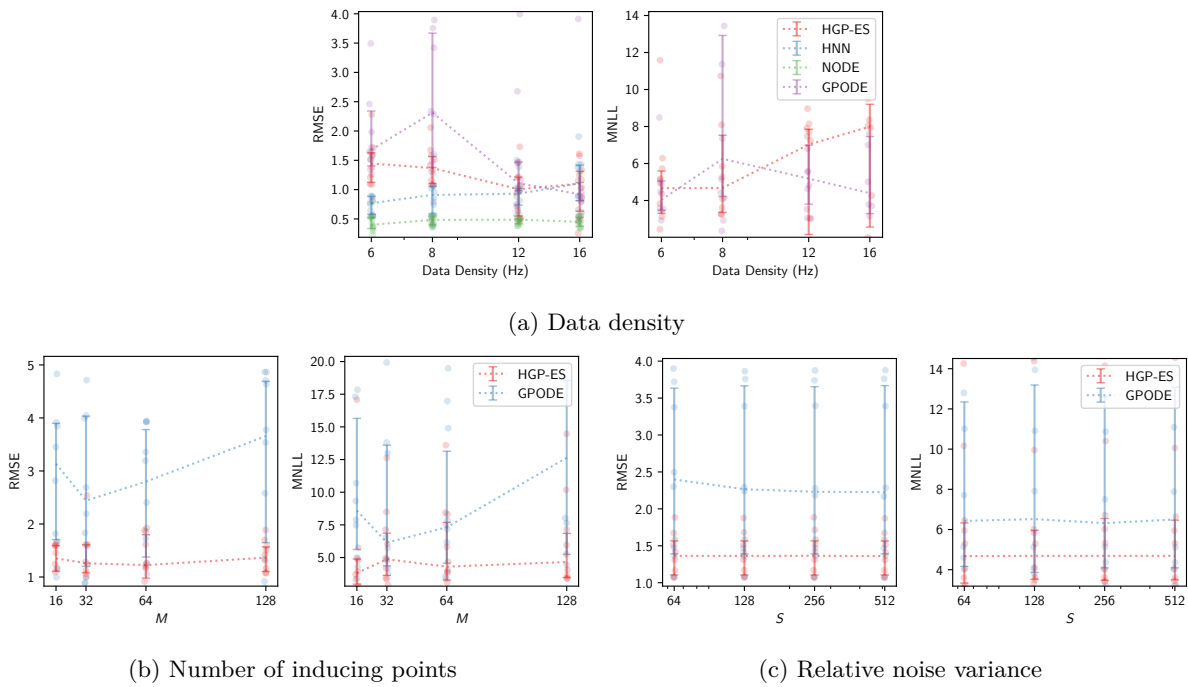 RMSE
4.0
3.5
3.0
2.5
2.0
1.5
1.0
0.5
6 8 12 16
Data Density (Hz)
MNLL
14
12
10
8
6
4
6 8 12 16
Data Density (Hz)
HGP-ES
HNN
NODE
GPODE
(a) Data density
RMSE
5
4
3
2
1
16 32 64 128
M
MNLL
20.0
17.5
15.0
12.5
10.0
7.5
5.0
16 32 64 128
M
HGP-ES
GPODE
(b) Number of inducing points
RMSE
4.0
3.5
3.0
2.5
2.0
1.5
1.0
64 128 256 512
S
MNLL
14
12
10
8
6
4
64 128 256 512
S
HGP-ES
GPODE
(c) Relative noise variance